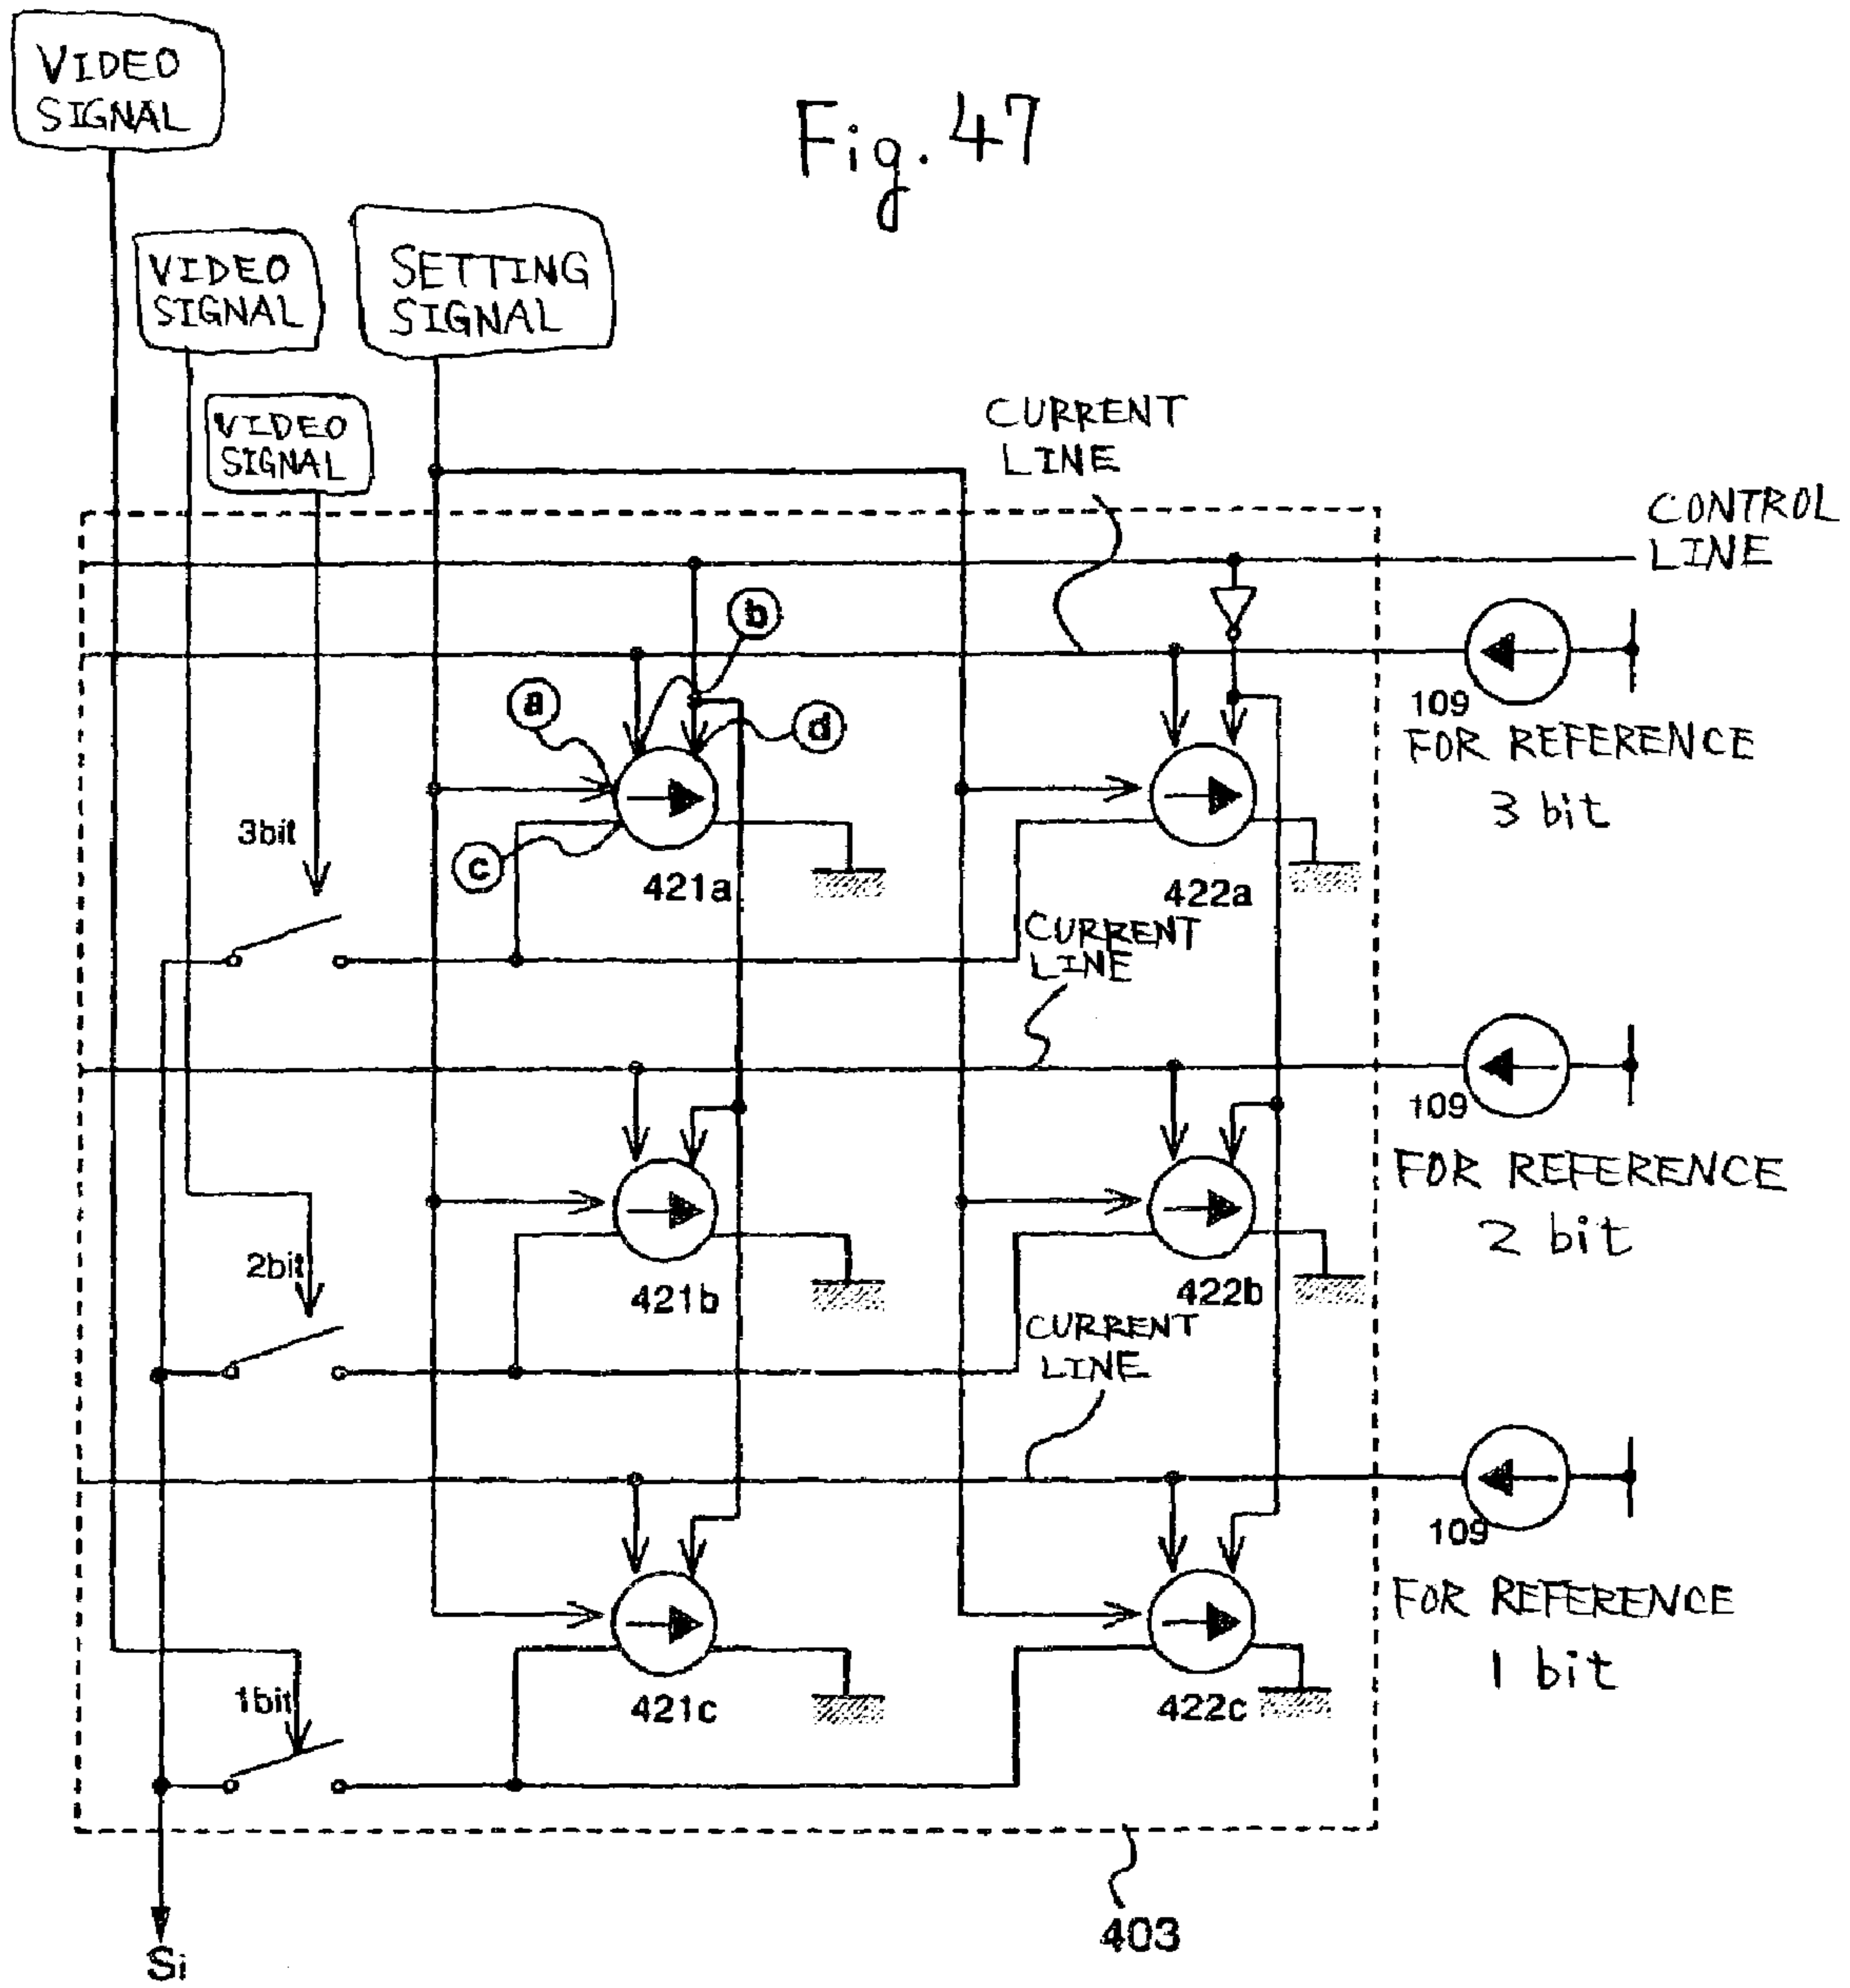 VIDEO
SIGNAL
Fig. 47
VIDEO
SIGNAL
SETTING
SIGNAL
VIDEO
SIGNAL
CURRENT
LINE
CONTROL
LINE
b
a
d
109
FOR REFERENCE
3 bit
3bit
c
421a
422a
CURRENT
LINE
109
FOR REFERENCE
2 bit
2bit
421b
422b
CURRENT
LINE
109
FOR REFERENCE
1 bit
1bit
421c
422c
403
Si